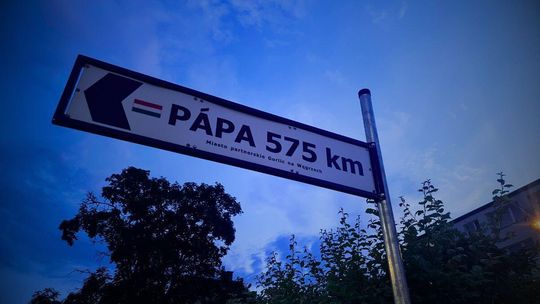 PÁPA 575 km
Miasto partnerskie Gorlic na Węgrzech